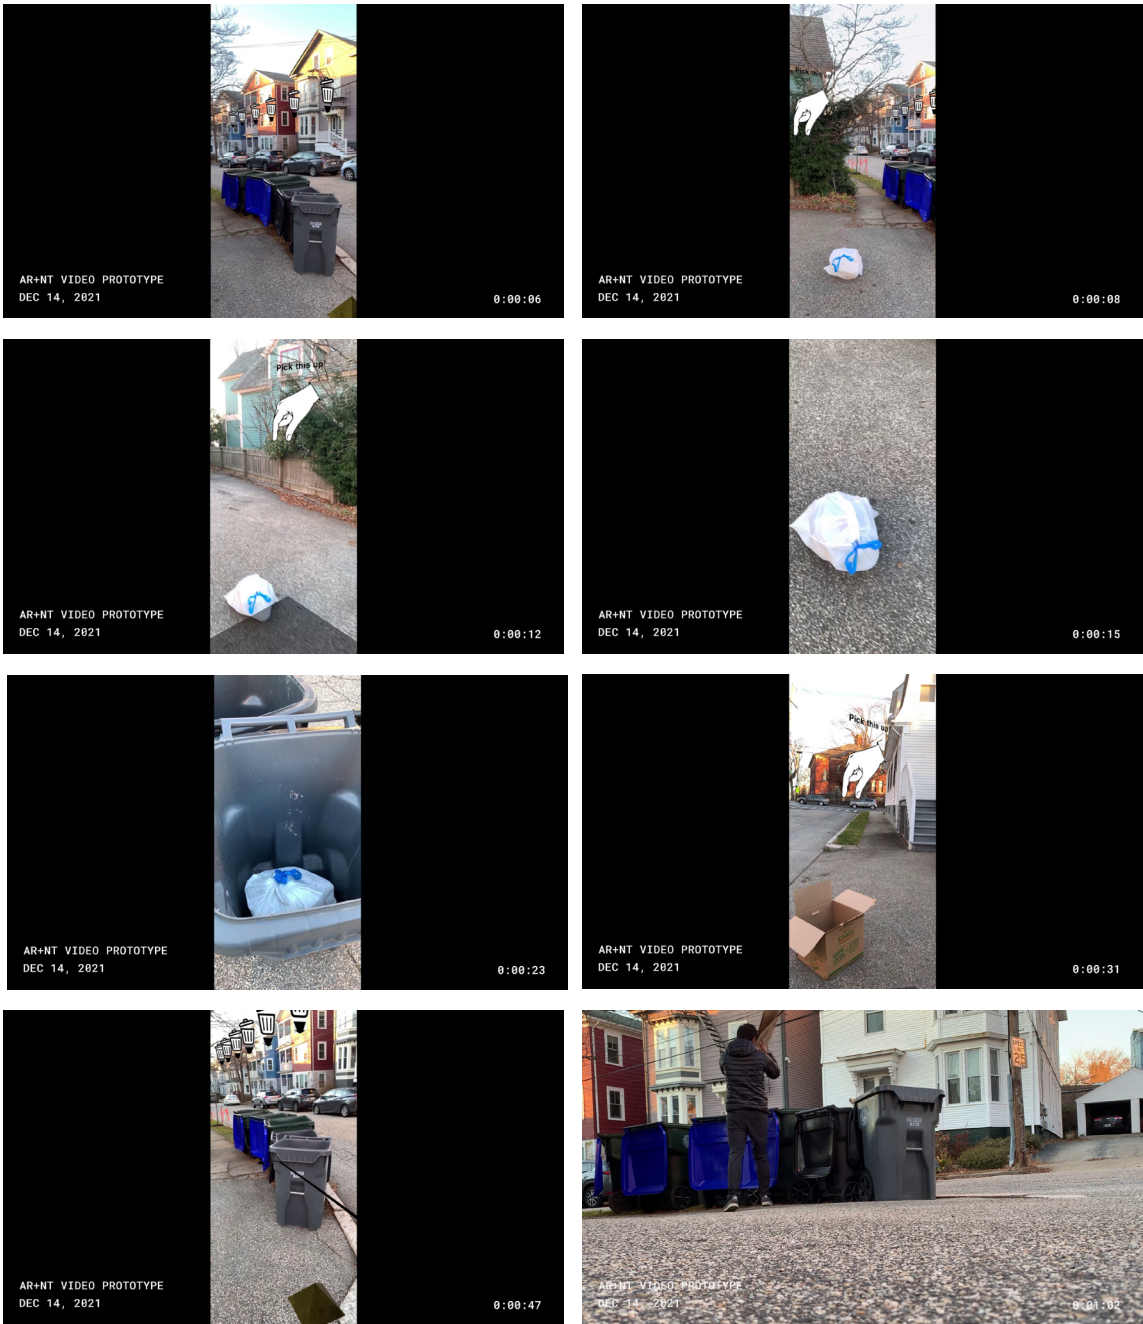 AR+NT VIDEO PROTOTYPE
DEC 14, 2021
0:00:06
Pick this
AR+NT VIDEO PROTOTYPE
DEC 14, 2021
0:00:08
Pick this up!
AR+NT VIDEO PROTOTYPE
DEC 14, 2021
0:00:12
AR+NT VIDEO PROTOTYPE
DEC 14, 2021
0:00:15
AR+NT VIDEO PROTOTYPE
DEC 14, 2021
0:00:23
Pick this up
AR+NT VIDEO PROTOTYPE
DEC 14, 2021
0:00:31
AR+NT VIDEO PROTOTYPE
DEC 14, 2021
0:00:47
25
AR+NT VIDEO PROTOTYPE
DEC 14, 2021
0:01:02